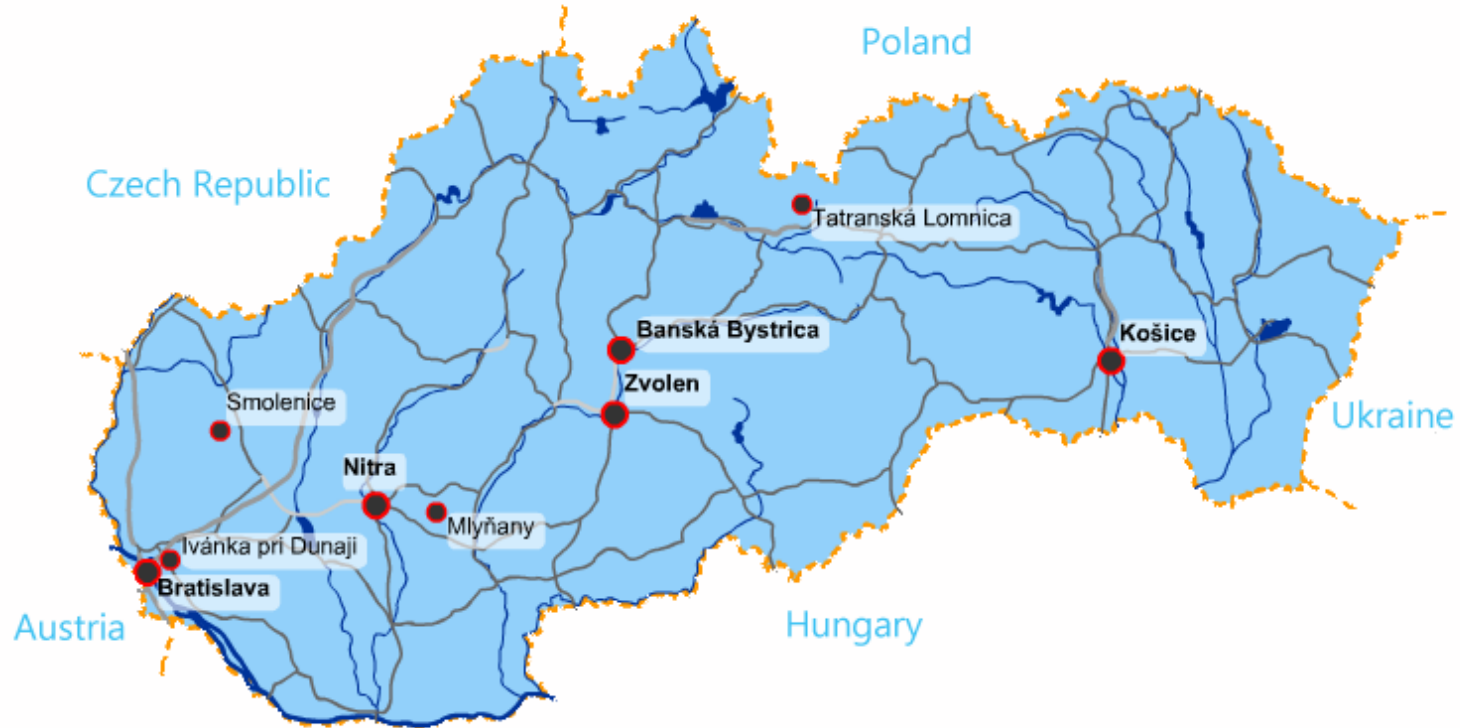 Poland
Czech Republic
Tatranská Lomnica
Banská Bystrica
Košice
Zvolen
Smolenice
Ukraine
Nitra
Mlyňany
Ivánka pri Dunaji
Bratislava
Austria
Hungary